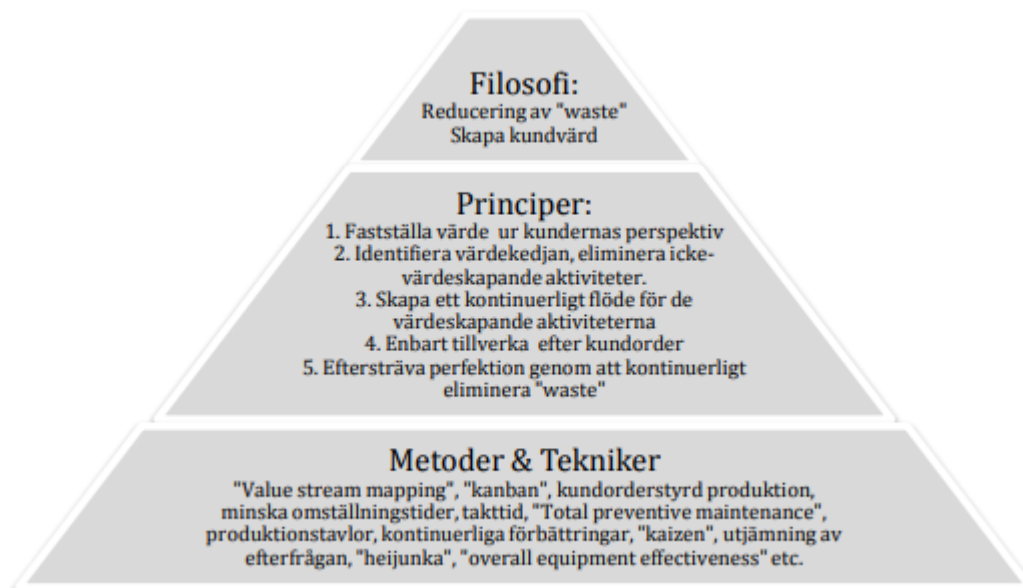 Filosofi:
Reducering av "waste"
Skapa kundvärd
Principer:
1. Fastställa värde ur kundernas perspektiv
2. Identifiera värdekedjan, eliminera icke-
värdeskapande aktiviteter.
3. Skapa ett kontinuerligt flöde för de
värdeskapande aktiviteterna
4. Enbart tillverka efter kundorder
5. Eftersträva perfektion genom att kontinuerligt
eliminera "waste"
Metoder & Tekniker
"Value stream mapping", "kanban", kundorderstyrd produktion,
minska omställningstider, takttid, "Total preventive maintenance",
produktionstavlor, kontinuerliga förbättringar, "kaizen", utjämning av
efterfrågan, "heijunka", "overall equipment effectiveness" etc.